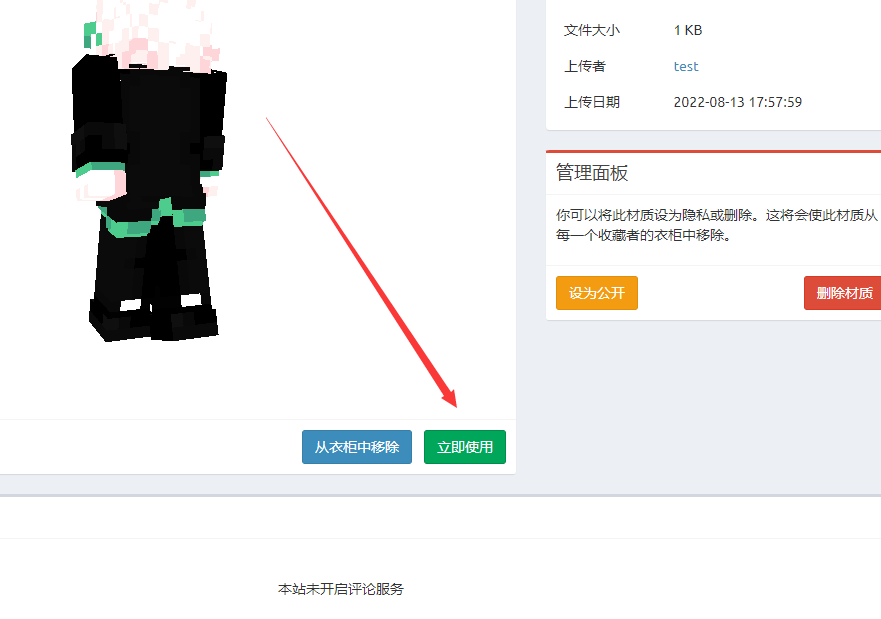 文件大小 1 KB
上传者 test
上传日期 2022-08-13 17:57:59
管理面板
你可以将此材质设为隐私或删除。这将会使此材质从
每一个收藏者的衣柜中移除。
设为公开 删除材质
从衣柜中移除 立即使用
本站未开启评论服务